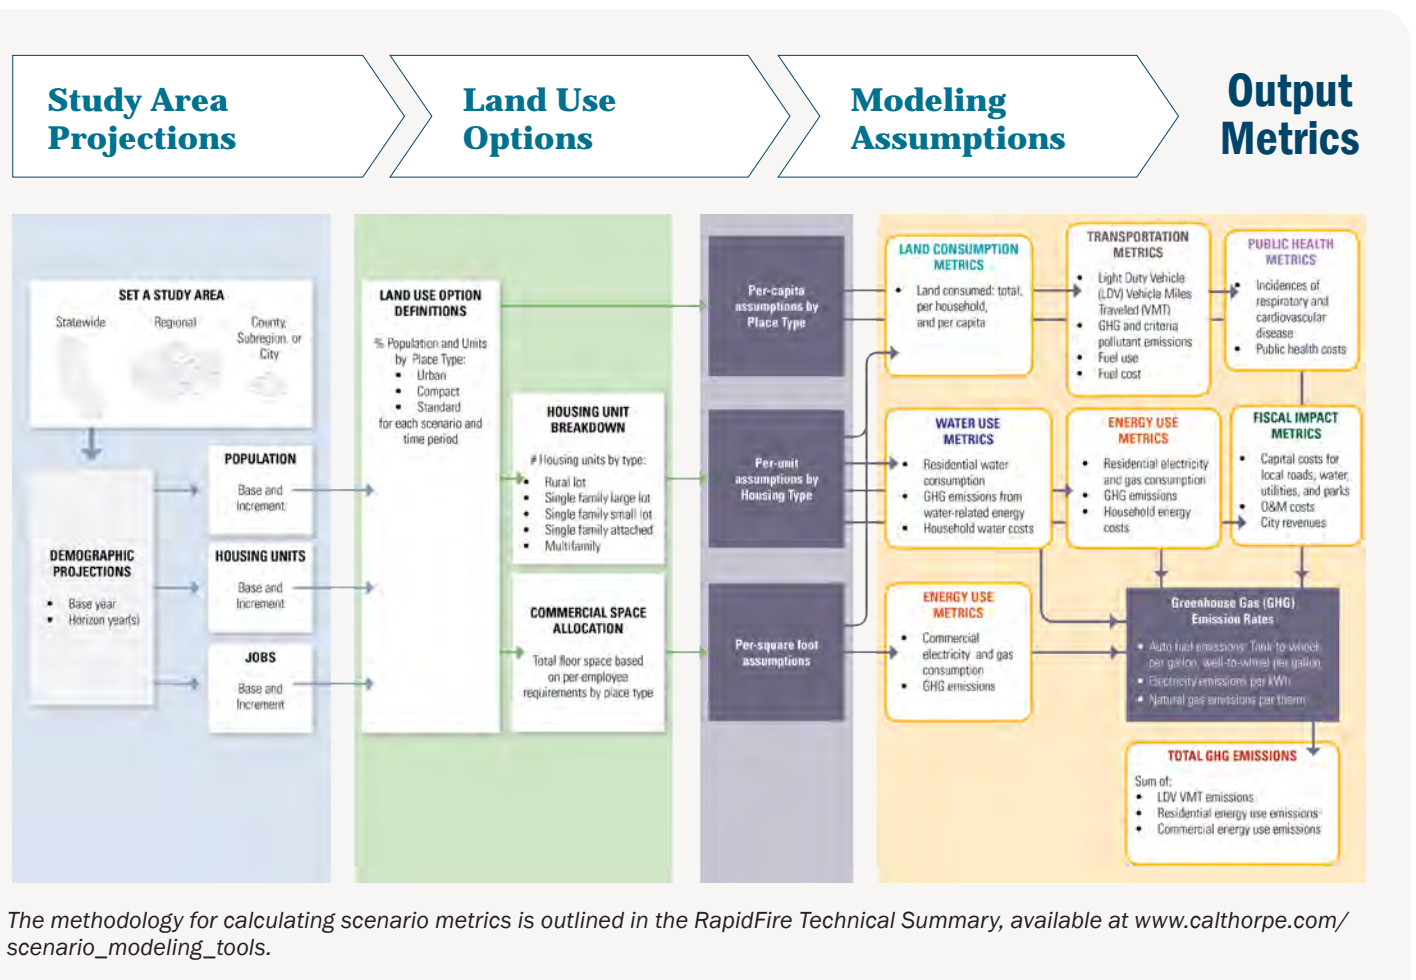 Study Area
Projections
Land Use
Options
Modeling
Assumptions
Output
Metrics
SET A STUDY AREA
Statewide
Regional
County,
Subregion, or
City
DEMOGRAPHIC
PROJECTIONS
• Base year
• Horizon year(s)
POPULATION
Base and
Increment
HOUSING UNITS
Base and
Increment
JOBS
Base and
Increment
LAND USE OPTION
DEFINITIONS
% Population and Units
by Place Type:
• Urban
• Compact
• Standard
for each scenario and
time period
HOUSING UNIT
BREAKDOWN
# Housing units by type:
• Rural lot
• Single family large lot
• Single family small lot
• Single family attached
• Multifamily
COMMERCIAL SPACE
ALLOCATION
Total floor space based
on per-employee
requirements by place type
Per-capita
assumptions by
Place Type
Per-unit
assumptions by
Housing Type
Per-square foot
assumptions
LAND CONSUMPTION
METRICS
• Land consumed: total,
per household,
and per capita
TRANSPORTATION
METRICS
• Light Duty Vehicle
(LDV) Vehicle Miles
Traveled (VMT)
• GHG and criteria
pollutant emissions
• Fuel use
• Fuel cost
PUBLIC HEALTH
METRICS
• Incidences of
respiratory and
cardiovascular
disease
• Public health costs
WATER USE
METRICS
• Residential water
consumption
• GHG emissions from
water-related energy
• Household water costs
ENERGY USE
METRICS
• Residential electricity
and gas consumption
• GHG emissions
• Household energy
costs
FISCAL IMPACT
METRICS
• Capital costs for
local roads, water,
utilities, and parks
• O&M costs
• City revenues
ENERGY USE
METRICS
• Commercial
electricity and gas
consumption
• GHG emissions
Greenhouse Gas (GHG)
Emission Rates
• Auto fuel emissions: Tank-to-wheel
per gallon, well-to-wheel per gallon
• Electricity emissions per kWh
• Natural gas emissions per therm
TOTAL GHG EMISSIONS
Sum of:
• LDV VMT emissions
• Residential energy use emissions
• Commercial energy use emissions
The methodology for calculating scenario metrics is outlined in the RapidFire Technical Summary, available at www.calthorpe.com/
scenario_modeling_tools.